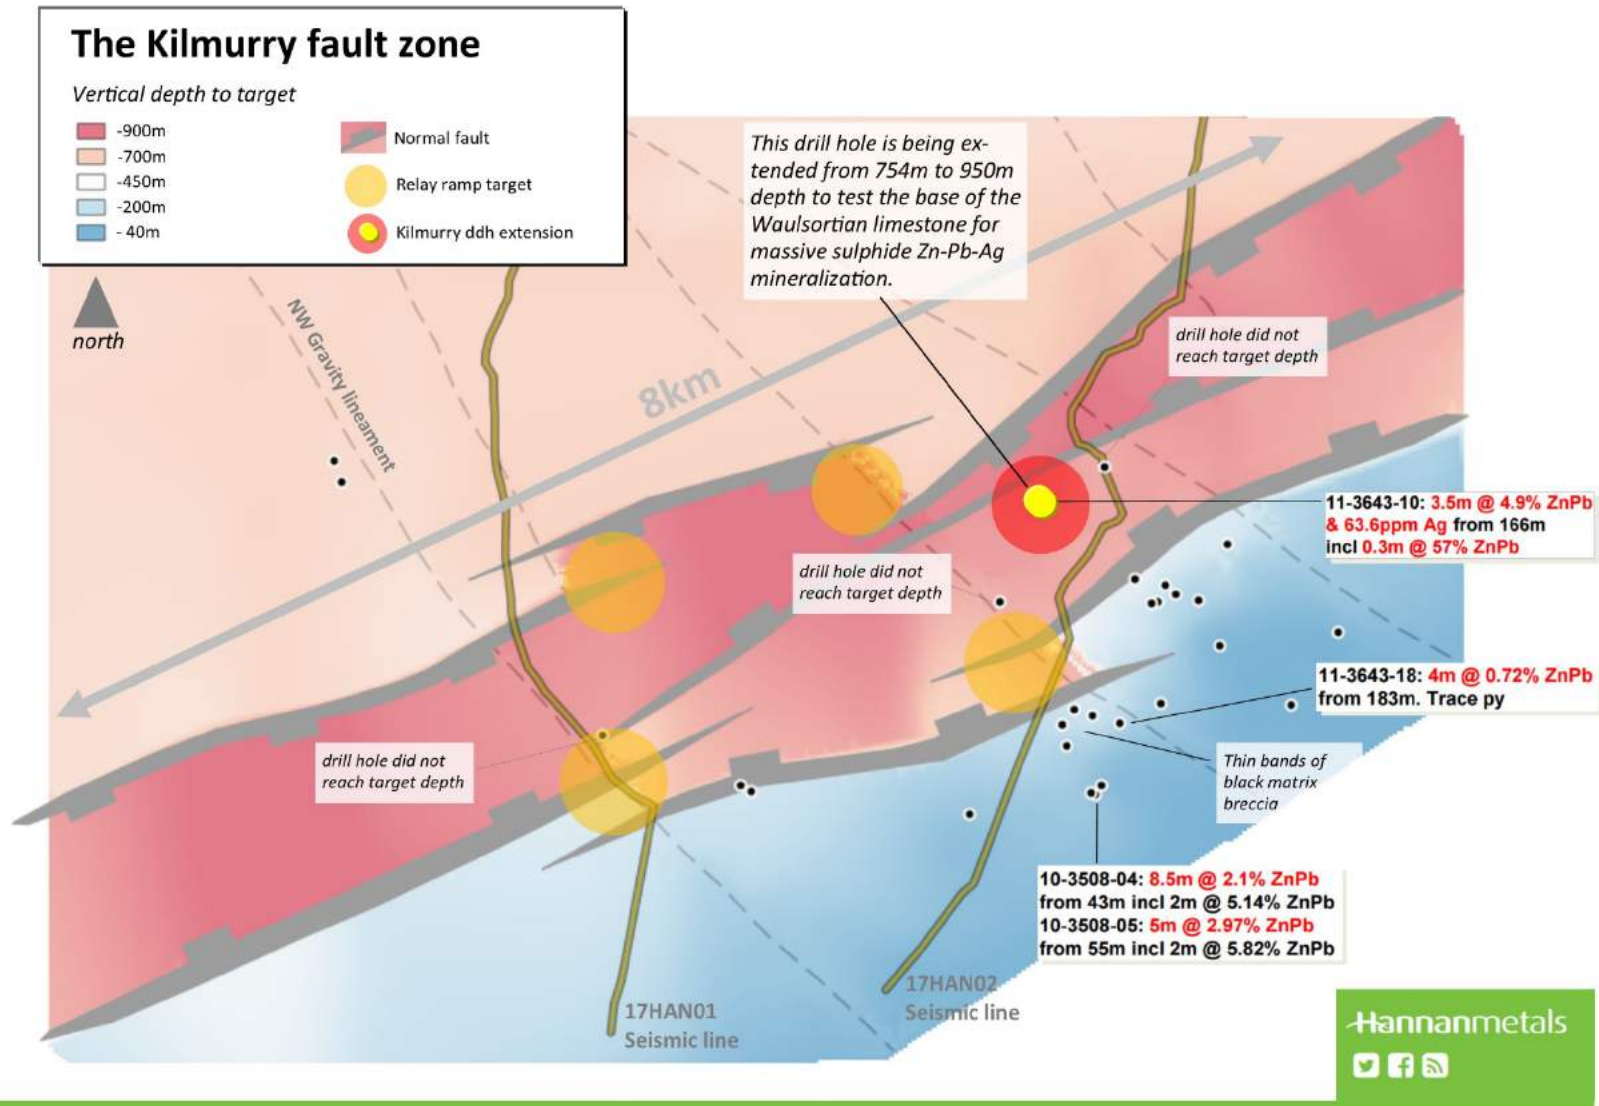 The Kilmurry fault zone
Vertical depth to target
-900m
-700m
-450m
-200m
- 40m
Normal fault
Relay ramp target
Kilmurry ddh extension
north
NW Gravity lineament
8km
This drill hole is being ex-
tended from 754m to 950m
depth to test the base of the
Waulsortian limestone for
massive sulphide Zn-Pb-Ag
mineralization.
drill hole did not
reach target depth
11-3643-10: 3.5m @ 4.9% ZnPb
& 63.6ppm Ag from 166m
incl 0.3m @ 57% ZnPb
drill hole did not
reach target depth
11-3643-18: 4m @ 0.72% ZnPb
from 183m. Trace py
drill hole did not
reach target depth
Thin bands of
black matrix
breccia
10-3508-04: 8.5m @ 2.1% ZnPb
from 43m incl 2m @ 5.14% ZnPb
10-3508-05: 5m @ 2.97% ZnPb
from 55m incl 2m @ 5.82% ZnPb
17HAN01
Seismic line
17HAN02
Seismic line
Hannanmetals